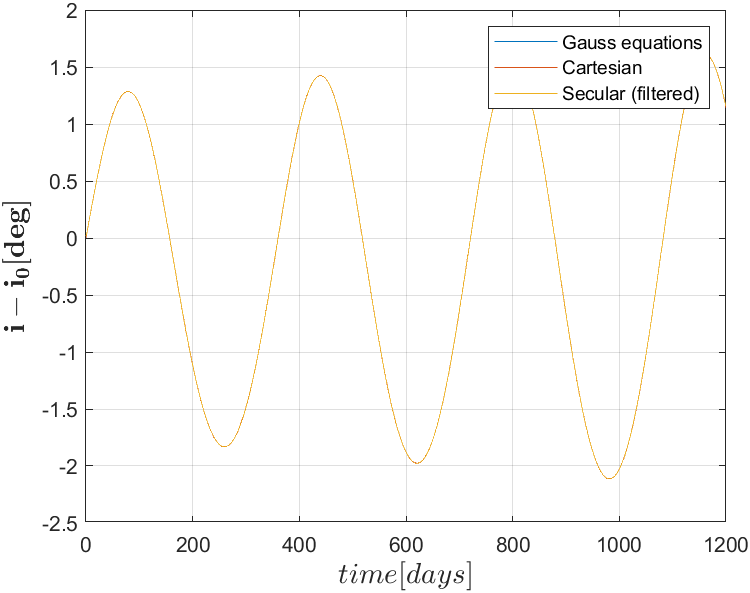 2
1.5
1
0.5
0
-0.5
-1
-1.5
-2
-2.5
i − i₀[deg]
Gauss equations
Cartesian
Secular (filtered)
0 200 400 600 800 1000 1200
time[days]